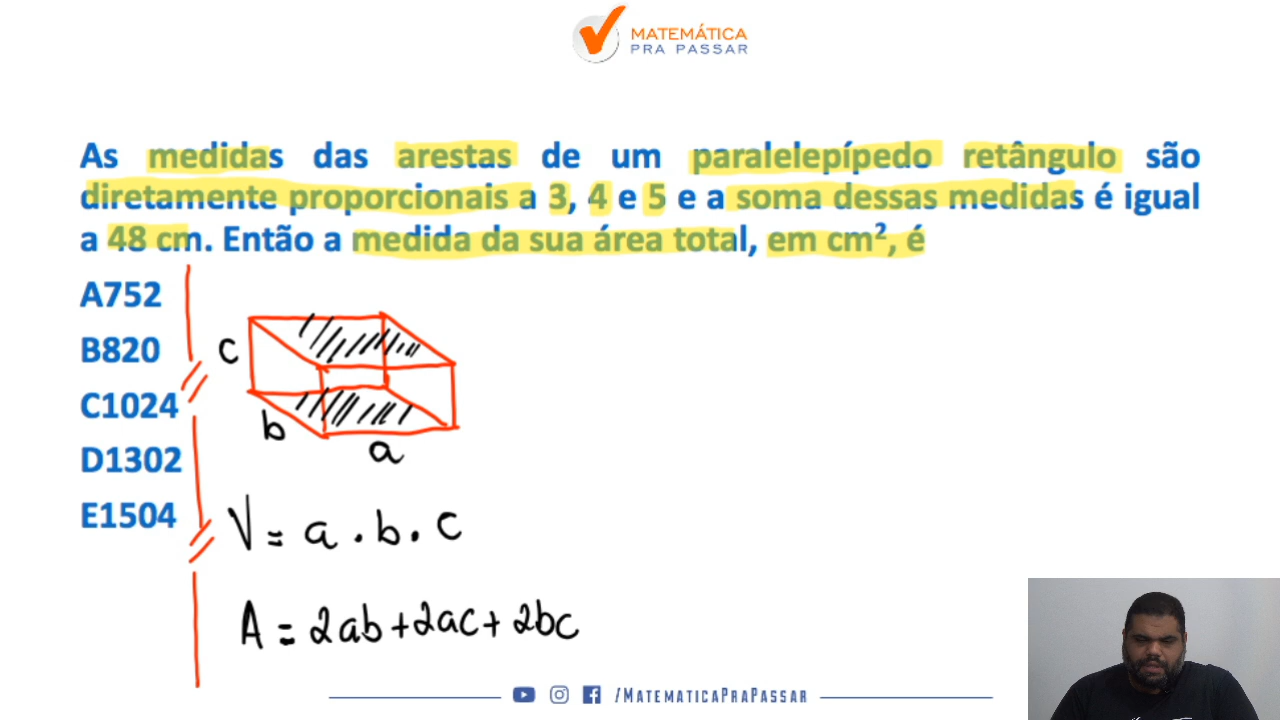 MATEMÁTICA
PRA PASSAR
As medidas das arestas de um paralelepípedo retângulo são
diretamente proporcionais a 3, 4 e 5 e a soma dessas medidas é igual
a 48 cm. Então a medida da sua área total, em cm², é
A752
B820
C1024
D1302
E1504
c
b
a
V = a . b . c
A = 2ab + 2ac + 2bc
/MATEMATICAPRAPASSAR